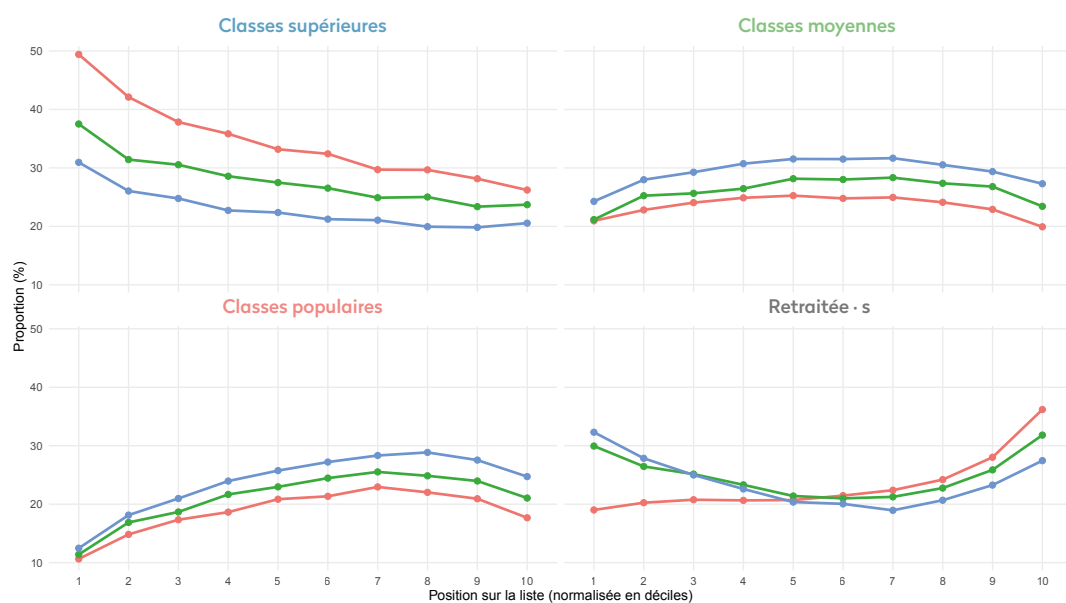 Classes supérieures
Classes moyennes
50
40
30
20
10
Classes populaires
Retraitée · s
50
40
30
20
10
Proportion (%)
1 2 3 4 5 6 7 8 9 10
1 2 3 4 5 6 7 8 9 10
Position sur la liste (normalisée en déciles)